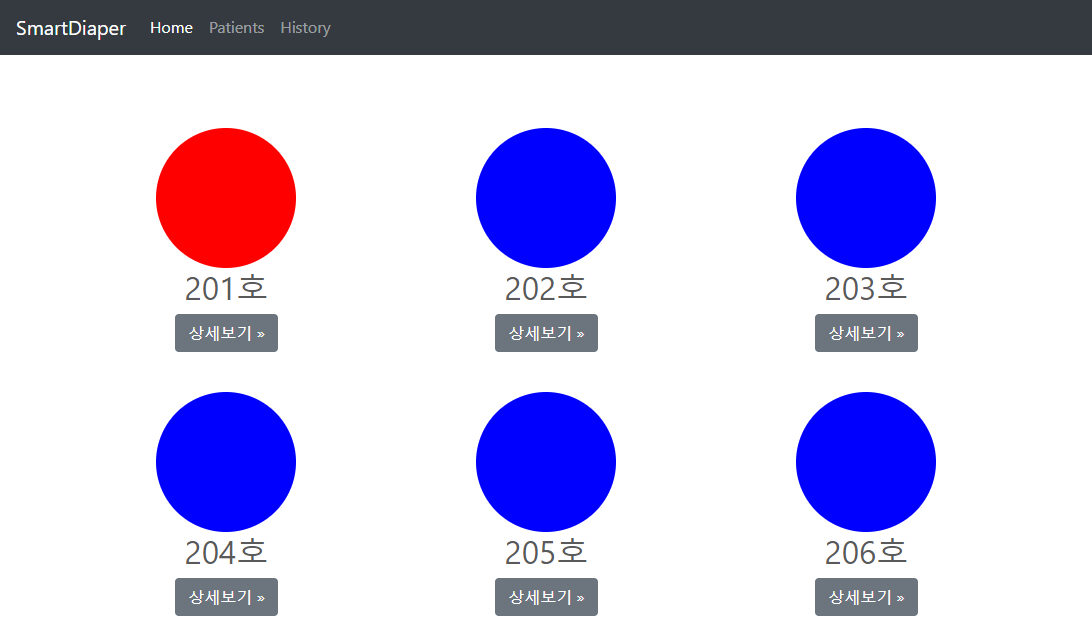 SmartDiaper Home Patients History
201호 202호 203호
상세보기 » 상세보기 » 상세보기 »
204호 205호 206호
상세보기 » 상세보기 » 상세보기 »